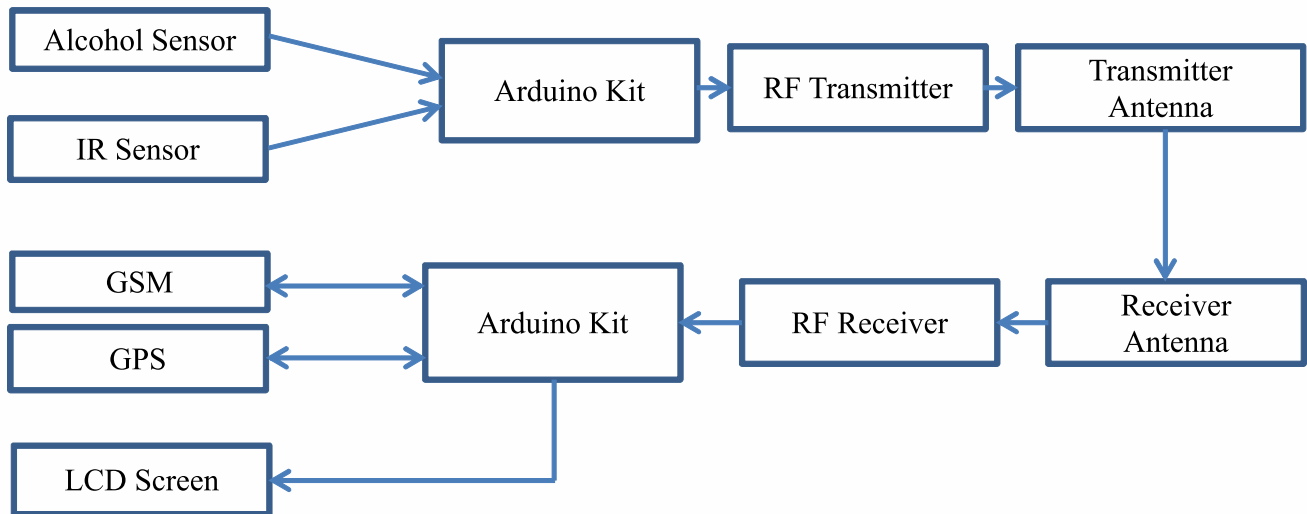 Alcohol Sensor
IR Sensor
Arduino Kit
RF Transmitter
Transmitter
Antenna
GSM
GPS
LCD Screen
Arduino Kit
RF Receiver
Receiver
Antenna